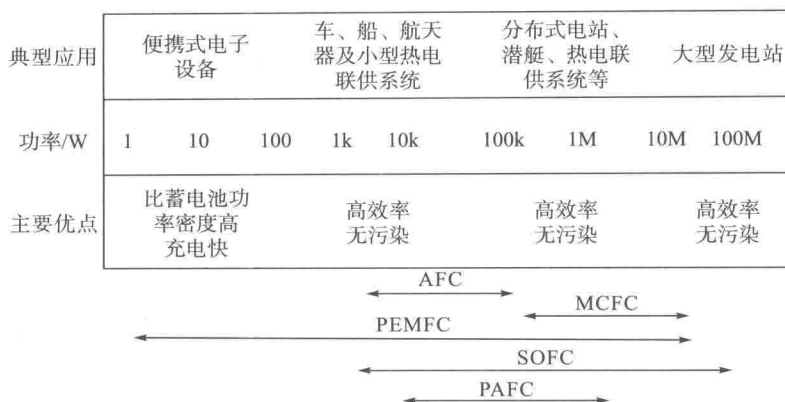 典型应用
便携式电子
设备
车、船、航天
器及小型热电
联供系统
分布式电站、
潜艇、热电联
供系统等
大型发电站
功率/W 1 10 100 1k 10k 100k 1M 10M 100M
主要优点
比蓄电池功
率密度高
充电快
高效率
无污染
高效率
无污染
高效率
无污染
AFC
MCFC
PEMFC
SOFC
PAFC